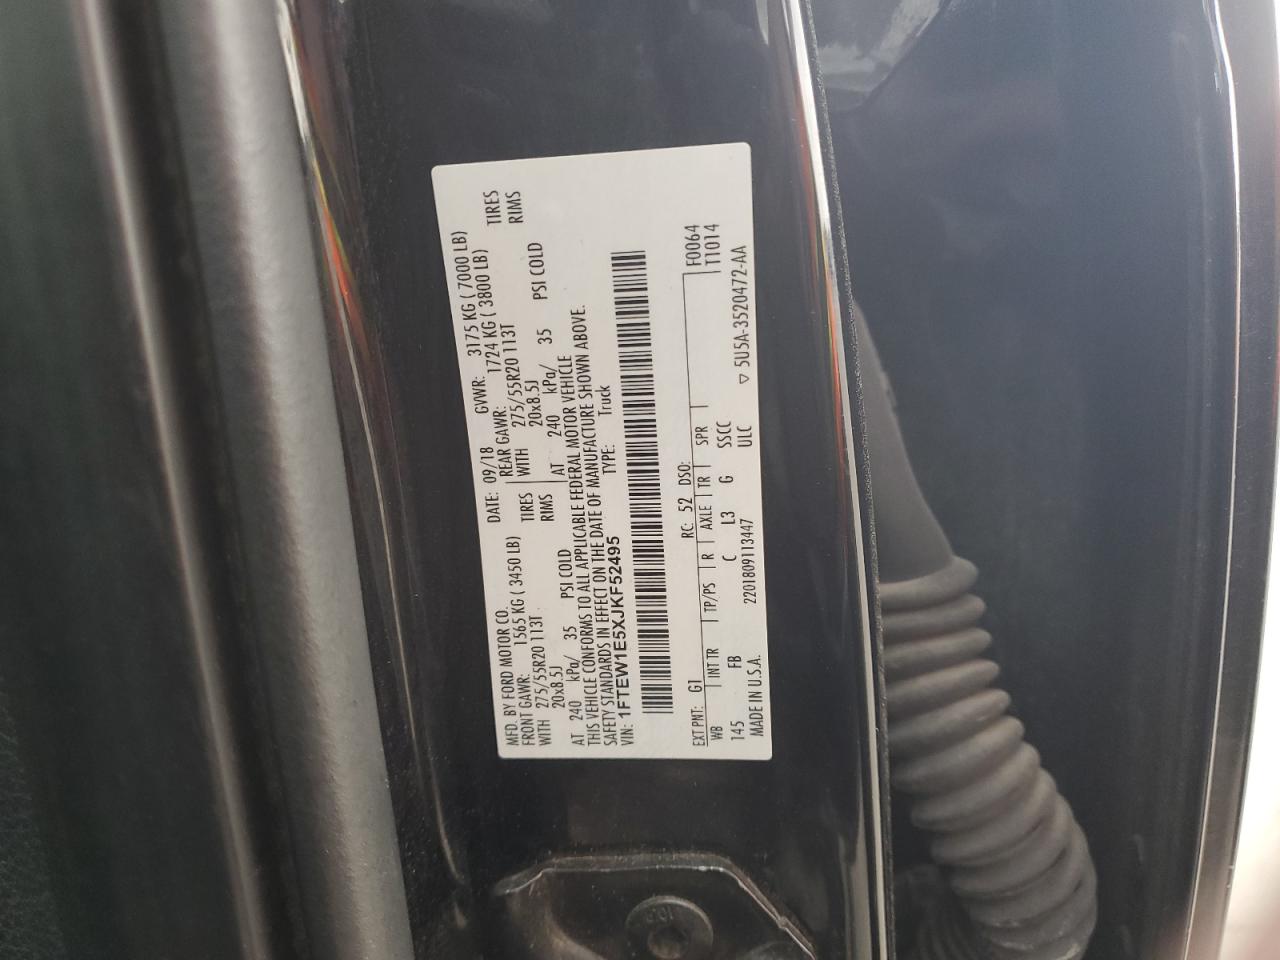 MFD. BY FORD MOTOR CO.
DATE: 09/18 GVWR: 3175 KG ( 7000 LB)
FRONT GAWR: 1565 KG ( 3450 LB) REAR GAWR: 1724 KG ( 3800 LB)
WITH 275/55R20 113T TIRES WITH 275/55R20 113T TIRES
20x8.5J RIMS 20x8.5J RIMS
AT 240 kPa/ 35 PSI COLD AT 240 kPa/ 35 PSI COLD
THIS VEHICLE CONFORMS TO ALL APPLICABLE FEDERAL MOTOR VEHICLE
SAFETY STANDARDS IN EFFECT ON THE DATE OF MANUFACTURE SHOWN ABOVE.
VIN: 1FTEW1E5XJKF52495 TYPE: Truck
EXT PNT: G1 RC: 52 DSO: F0064
WB INT TR TP/PS R AXLE TR SPR T1014
145 FB C L3 G SSCC
MADE IN U.S.A. 2201809113447 ULC ▽ 5U5A-3520472-AA